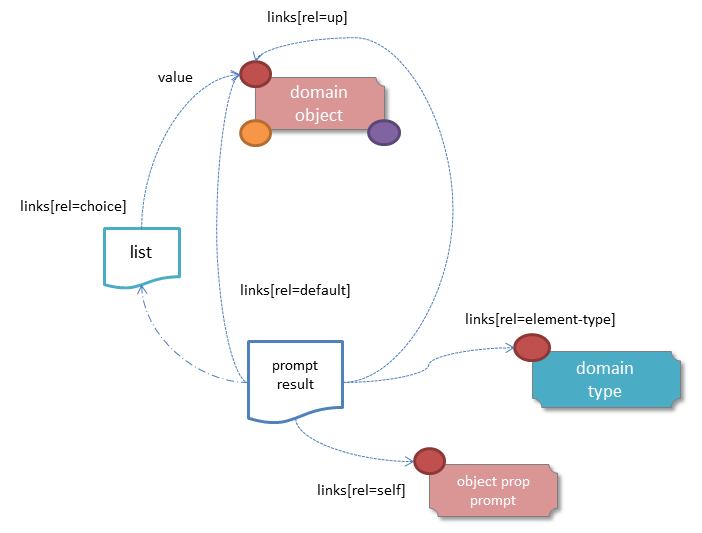 links[rel=up]
value
domain
object
links[rel=choice]
list
links[rel=default]
links[rel=element-type]
prompt
result
domain
type
links[rel=self]
object prop
prompt